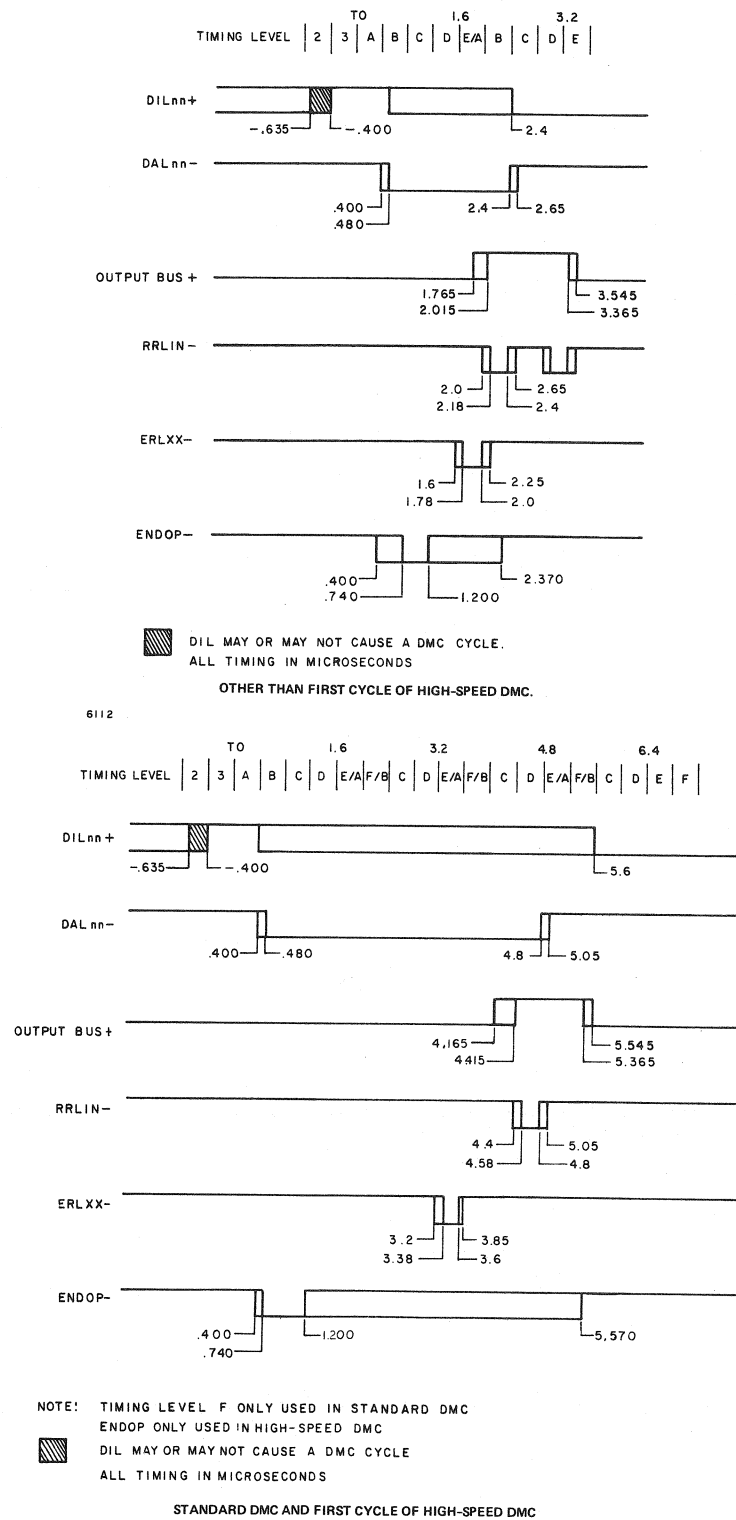 TO 1.6 3.2
TIMING LEVEL 2 3 A B C D E/A B C D E
DILnn+
-.635 -.400 2.4
DALnn-
.400 2.4 2.65
.480
OUTPUT BUS +
1.765 3.545
2.015 3.365
RRLIN-
2.0 2.65
2.18 2.4
ERLXX-
1.6 2.25
1.78 2.0
ENDOP-
.400 2.370
.740 1.200
DIL MAY OR MAY NOT CAUSE A DMC CYCLE.
ALL TIMING IN MICROSECONDS
OTHER THAN FIRST CYCLE OF HIGH-SPEED DMC.
6112
TO 1.6 3.2 4.8 6.4
TIMING LEVEL 2 3 A B C D E/A F/B C D E/A F/B C D E/A F/B C D E F
DILnn+
-.635 -.400 5.6
DALnn-
.400 .480 4.8 5.05
OUTPUT BUS+
4,165 5.545
4.415 5.365
RRLIN-
4.4 5.05
4.58 4.8
ERLXX-
3.2 3.85
3.38 3.6
ENDOP-
.400 1.200 5,570
.740
NOTE: TIMING LEVEL F ONLY USED IN STANDARD DMC
ENDOP ONLY USED IN HIGH-SPEED DMC
DIL MAY OR MAY NOT CAUSE A DMC CYCLE
ALL TIMING IN MICROSECONDS
STANDARD DMC AND FIRST CYCLE OF HIGH-SPEED DMC